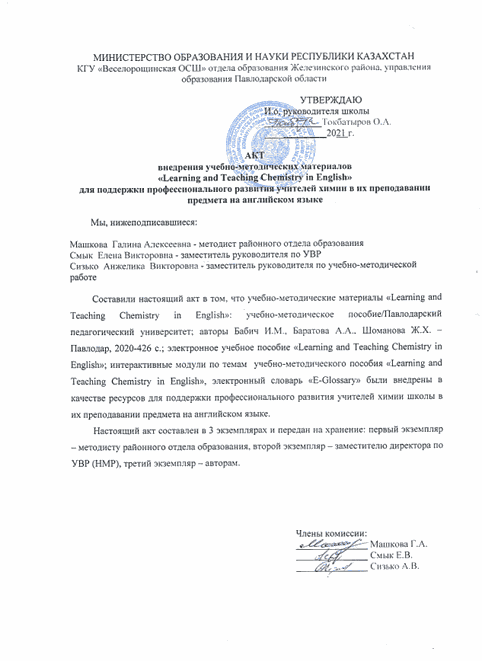 МИНИСТЕРСТВО ОБРАЗОВАНИЯ И НАУКИ РЕСПУБЛИКИ КАЗАХСТАН
КГУ «Веселорощинская ОСШ» отдела образования Железинского района, управления
образования Павлодарской области
УТВЕРЖДАЮ
И.о. руководителя школы
Токбатыров О.А.
2021 г.
АКТ
внедрения учебно-методических материалов
«Learning and Teaching Chemistry in English»
для поддержки профессионального развития учителей химии в их преподавании
предмета на английском языке
Мы, нижеподписавшиеся:
Машкова Галина Алексеевна - методист районного отдела образования
Смык Елена Викторовна - заместитель руководителя по УВР
Сизько Анжелика Викторовна - заместитель руководителя по учебно-методической
работе
Составили настоящий акт в том, что учебно-методические материалы «Learning and
Teaching Chemistry in English»: учебно-методическое пособие/Павлодарский
педагогический университет; авторы Бабич И.М., Баратова А.А., Шоманова Ж.Х. –
Павлодар, 2020-426 с.; электронное учебное пособие «Learning and Teaching Chemistry in
English»; интерактивные модули по темам учебно-методического пособия «Learning and
Teaching Chemistry in English», электронный словарь «E-Glossary» были внедрены в
качестве ресурсов для поддержки профессионального развития учителей химии школы в
их преподавании предмета на английском языке.
Настоящий акт составлен в 3 экземплярах и передан на хранение: первый экземпляр
– методисту районного отдела образования, второй экземпляр – заместителю директора по
УВР (НМР), третий экземпляр – авторам.
Члены комиссии:
Машкова Г.А.
Смык Е.В.
Сизько А.В.